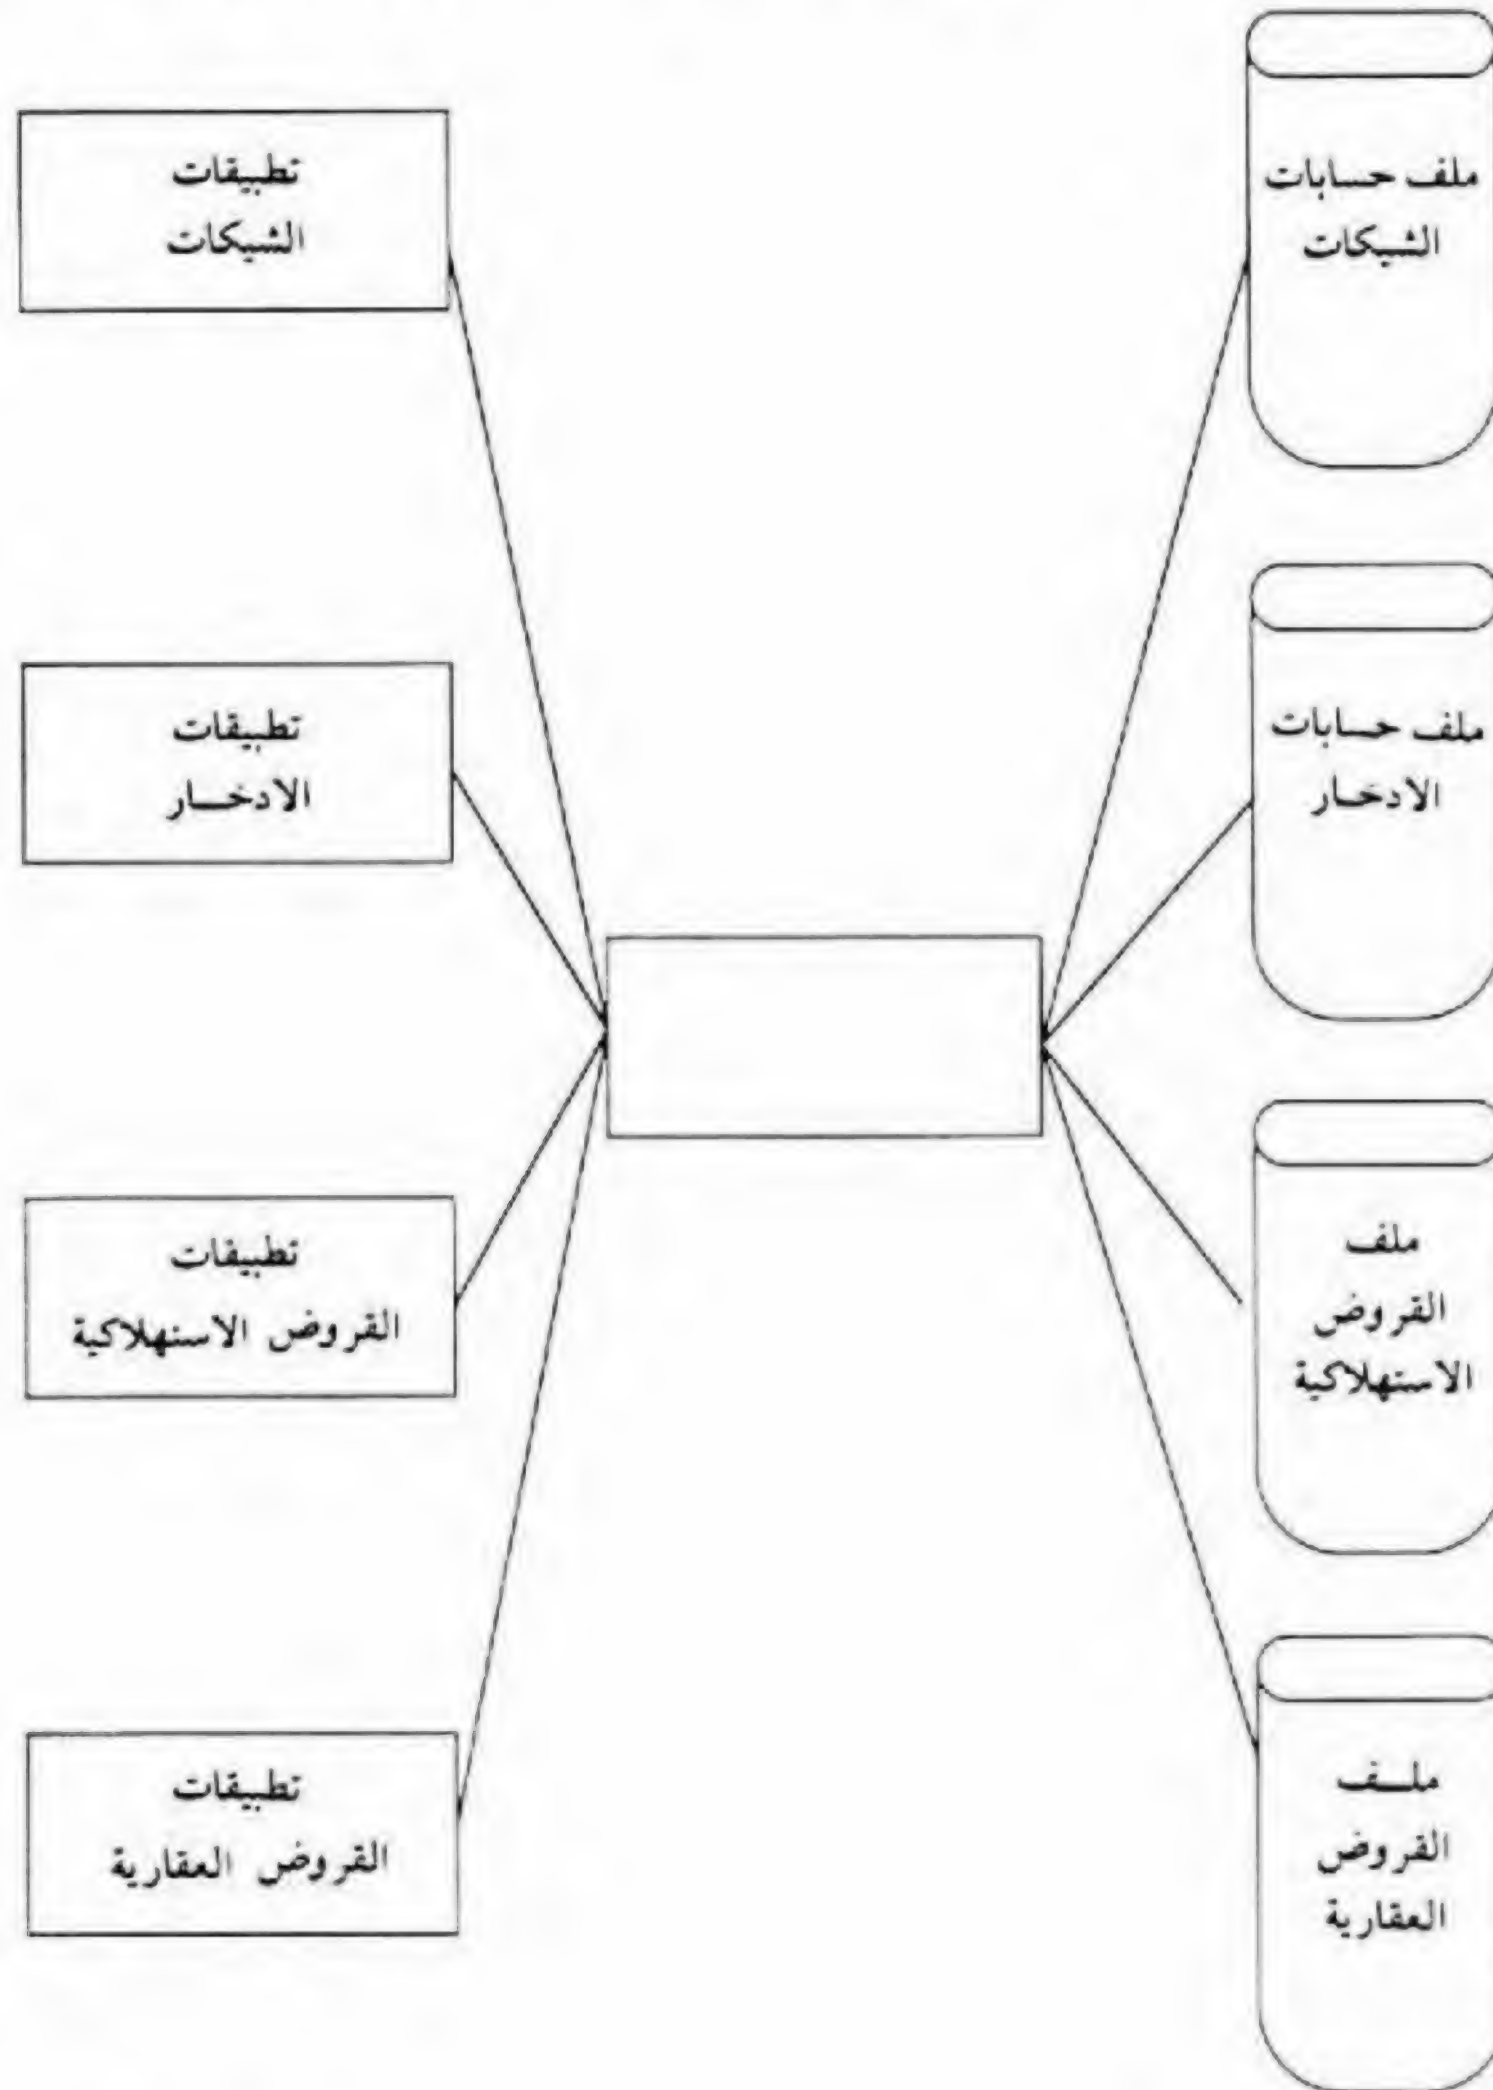 ملف حسابات
الشيكات
تطبيقات
الشيكات
ملف حسابات
الادخار
تطبيقات
الادخار
ملف
القروض
الاستهلاكية
تطبيقات
القروض الاستهلاكية
ملف
القروض
العقارية
تطبيقات
القروض العقارية